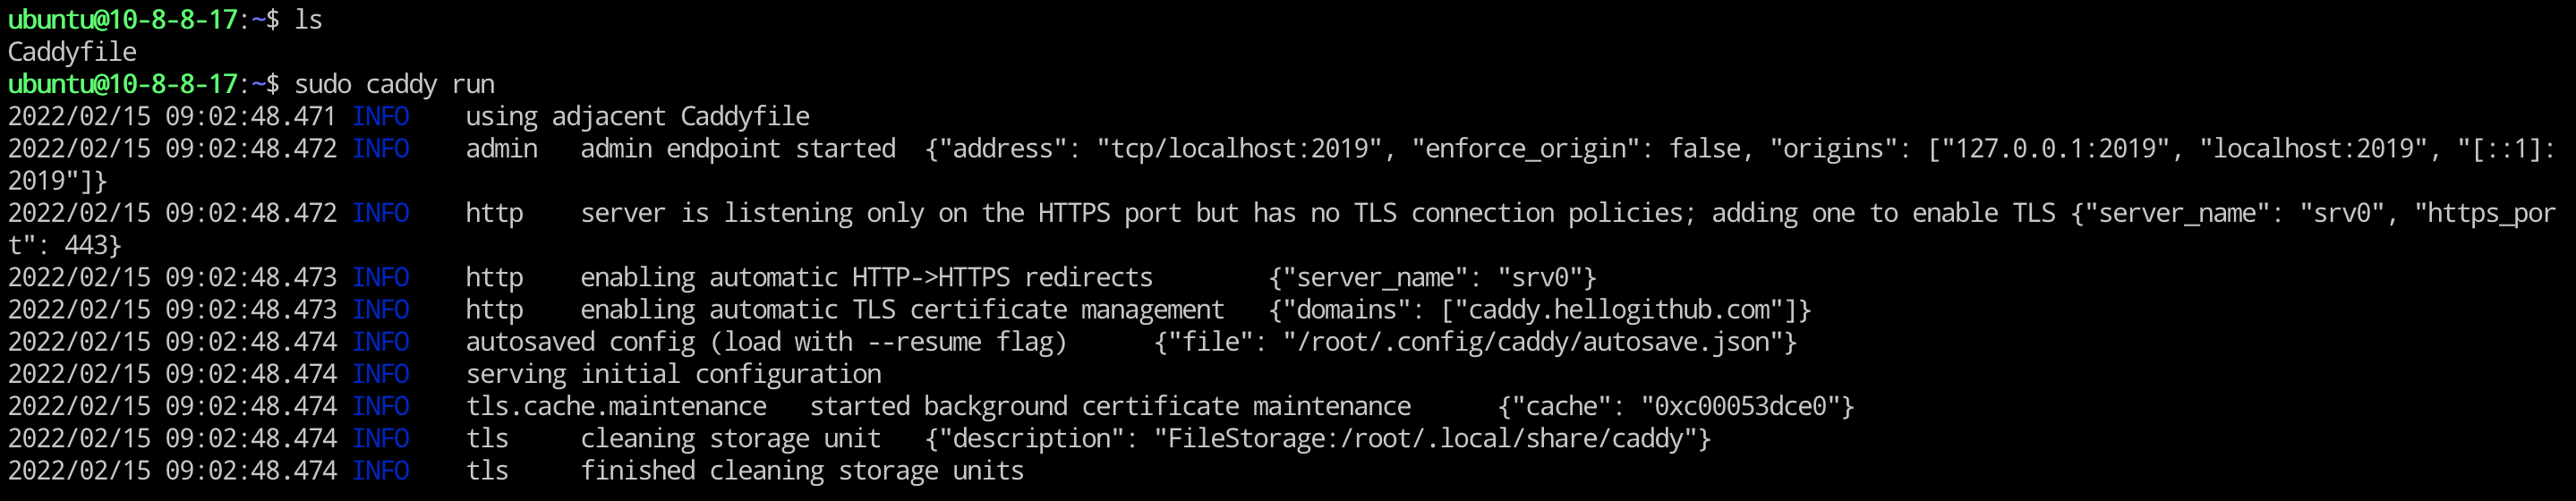 ubuntu@10-8-8-17:~$ ls
Caddyfile
ubuntu@10-8-8-17:~$ sudo caddy run
2022/02/15 09:02:48.471 INFO    using adjacent Caddyfile
2022/02/15 09:02:48.472 INFO    admin   admin endpoint started  {"address": "tcp/localhost:2019", "enforce_origin": false, "origins": ["127.0.0.1:2019", "localhost:2019", "[::1]:
2019"]}
2022/02/15 09:02:48.472 INFO    http    server is listening only on the HTTPS port but has no TLS connection policies; adding one to enable TLS {"server_name": "srv0", "https_por
t": 443}
2022/02/15 09:02:48.473 INFO    http    enabling automatic HTTP->HTTPS redirects        {"server_name": "srv0"}
2022/02/15 09:02:48.473 INFO    http    enabling automatic TLS certificate management   {"domains": ["caddy.hellogithub.com"]}
2022/02/15 09:02:48.474 INFO    autosaved config (load with --resume flag)      {"file": "/root/.config/caddy/autosave.json"}
2022/02/15 09:02:48.474 INFO    serving initial configuration
2022/02/15 09:02:48.474 INFO    tls.cache.maintenance   started background certificate maintenance      {"cache": "0xc00053dce0"}
2022/02/15 09:02:48.474 INFO    tls     cleaning storage unit   {"description": "FileStorage:/root/.local/share/caddy"}
2022/02/15 09:02:48.474 INFO    tls     finished cleaning storage units